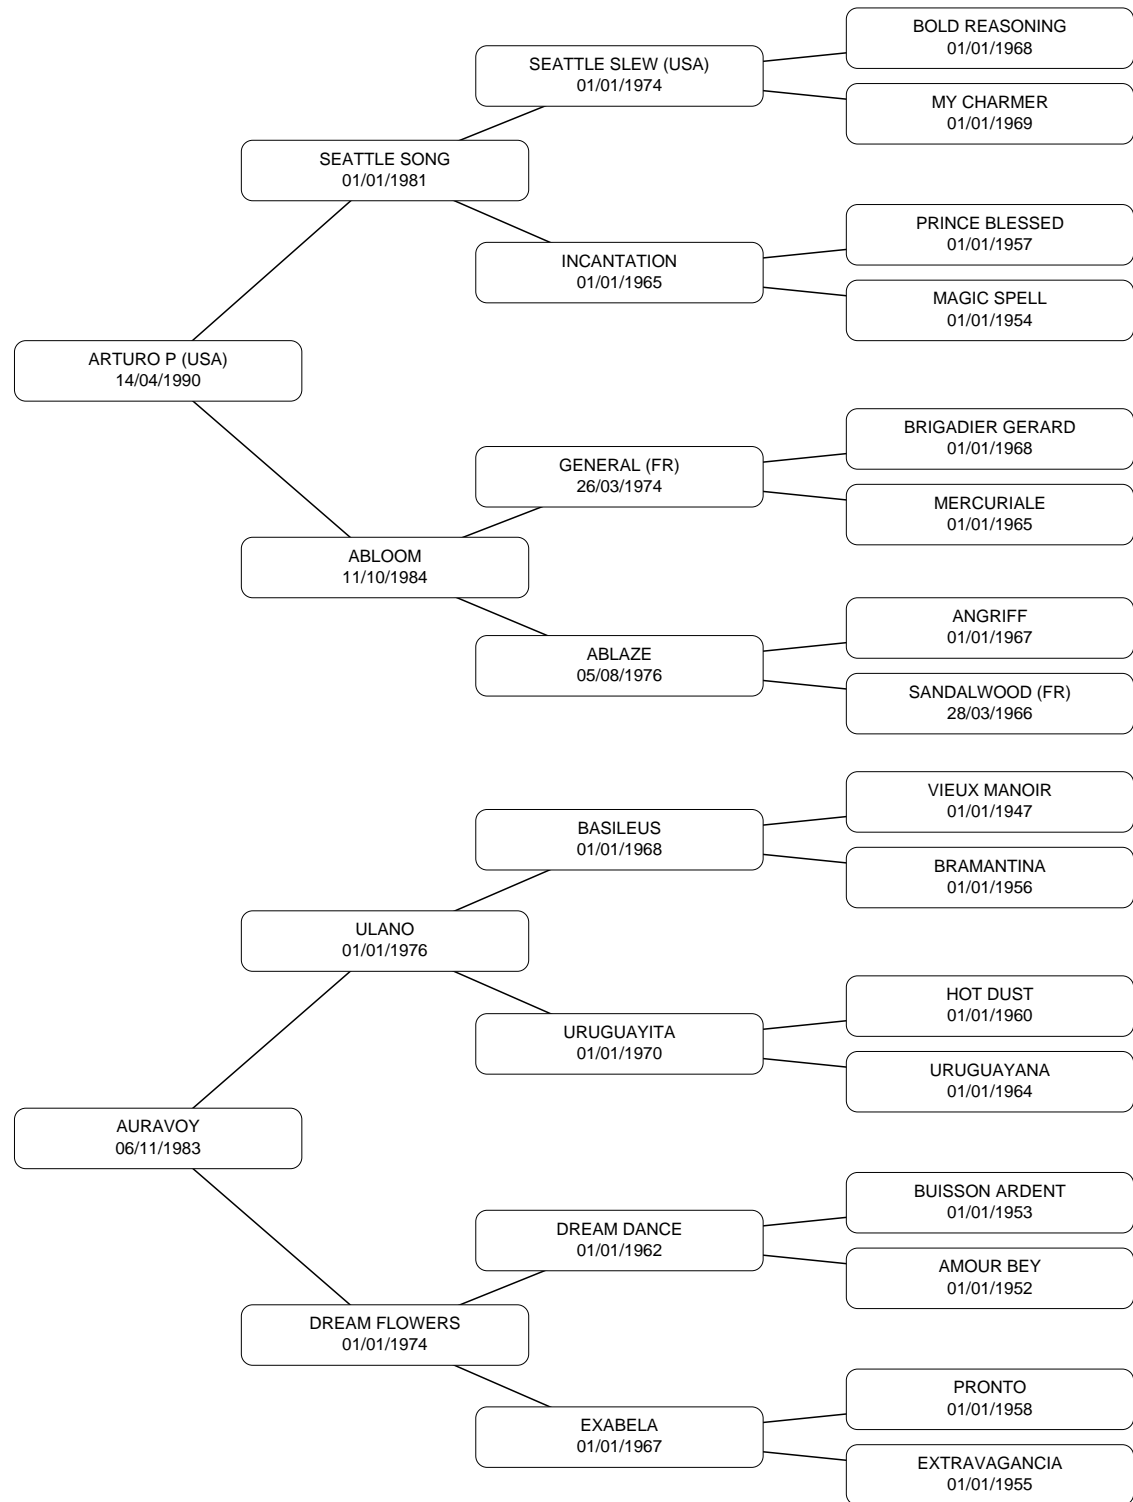 BOLD REASONING
01/01/1968
SEATTLE SLEW (USA)
01/01/1974
MY CHARMER
01/01/1969
SEATTLE SONG
01/01/1981
PRINCE BLESSED
01/01/1957
INCANTATION
01/01/1965
MAGIC SPELL
01/01/1954
ARTURO P (USA)
14/04/1990
BRIGADIER GERARD
01/01/1968
GENERAL (FR)
26/03/1974
MERCURIALE
01/01/1965
ABLOOM
11/10/1984
ANGRIFF
01/01/1967
ABLAZE
05/08/1976
SANDALWOOD (FR)
28/03/1966
VIEUX MANOIR
01/01/1947
BASILEUS
01/01/1968
BRAMANTINA
01/01/1956
ULANO
01/01/1976
HOT DUST
01/01/1960
URUGUAYITA
01/01/1970
URUGUAYANA
01/01/1964
AURAVOY
06/11/1983
BUISSON ARDENT
01/01/1953
DREAM DANCE
01/01/1962
AMOUR BEY
01/01/1952
DREAM FLOWERS
01/01/1974
PRONTO
01/01/1958
EXABELA
01/01/1967
EXTRAVAGANCIA
01/01/1955